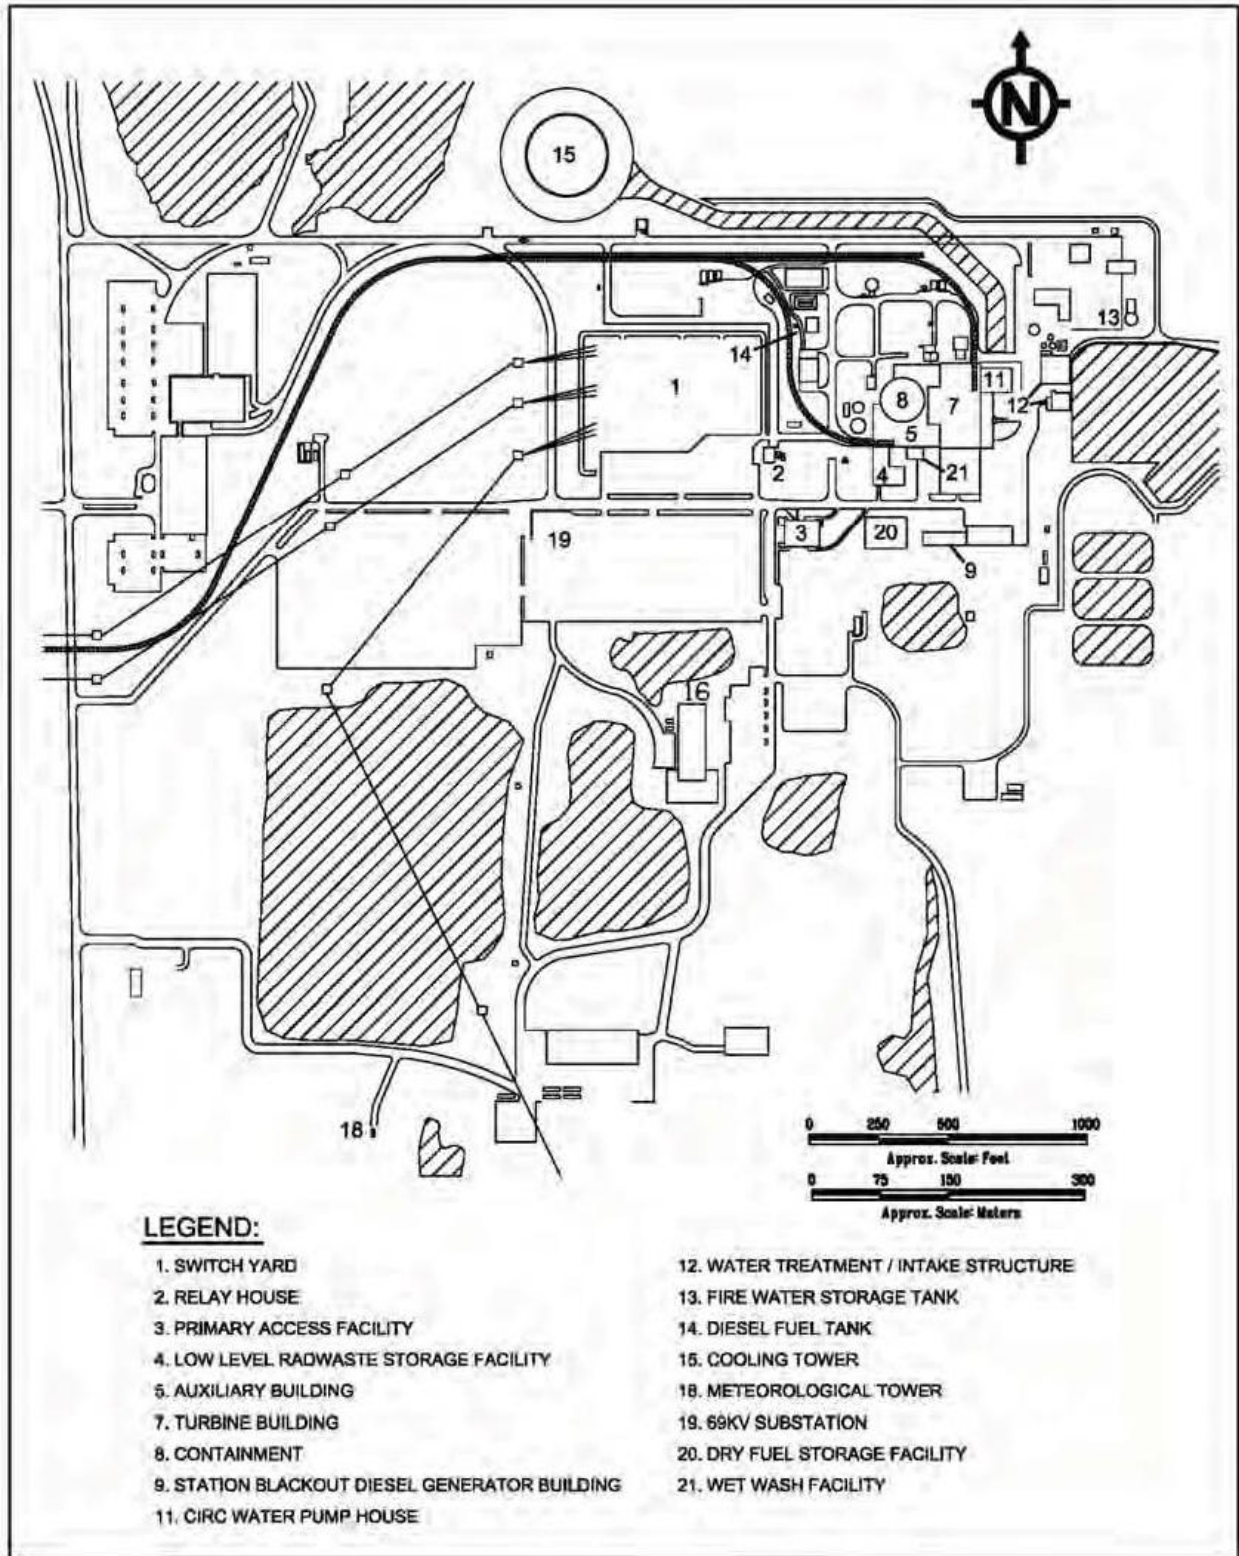 N
15
13
14
1
11
12
8
7
5
2
4
21
3
20
19
9
16
18
0 250 500 1000
Approx. Scale: Feet
0 75 150 300
Approx. Scale: Meters
LEGEND:
1. SWITCH YARD
2. RELAY HOUSE
3. PRIMARY ACCESS FACILITY
4. LOW LEVEL RADWASTE STORAGE FACILITY
5. AUXILIARY BUILDING
7. TURBINE BUILDING
8. CONTAINMENT
9. STATION BLACKOUT DIESEL GENERATOR BUILDING
11. CIRC WATER PUMP HOUSE
12. WATER TREATMENT / INTAKE STRUCTURE
13. FIRE WATER STORAGE TANK
14. DIESEL FUEL TANK
15. COOLING TOWER
18. METEOROLOGICAL TOWER
19. 69KV SUBSTATION
20. DRY FUEL STORAGE FACILITY
21. WET WASH FACILITY